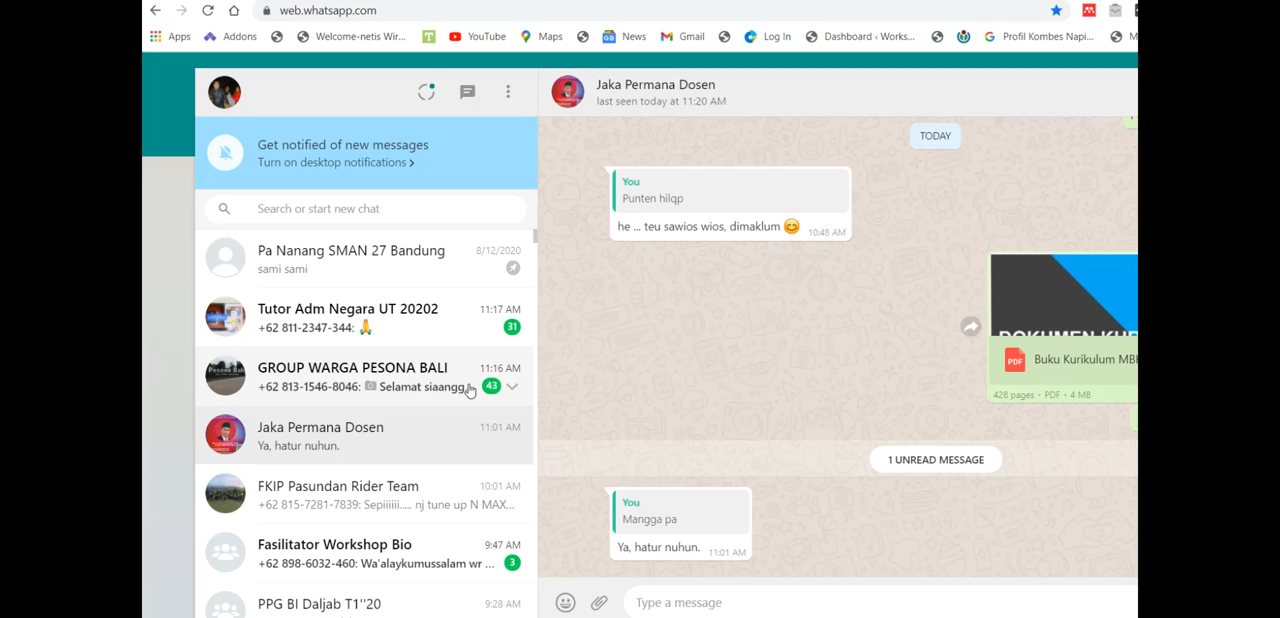 web.whatsapp.com
Apps Addons Welcome-netis Wir... YouTube Maps News Gmail Log In Dashboard ‹ Works... Profil Kombes Napi...
Jaka Permana Dosen
last seen today at 11:20 AM
Get notified of new messages
Turn on desktop notifications >
Search or start new chat
Pa Nanang SMAN 27 Bandung 8/12/2020
sami sami
Tutor Adm Negara UT 20202 11:17 AM
+62 811-2347-344: 🙏 31
GROUP WARGA PESONA BALI 11:16 AM
+62 813-1546-8046: 📷 Selamat siaangg 43
Jaka Permana Dosen 11:01 AM
Ya, hatur nuhun.
FKIP Pasundan Rider Team 10:01 AM
+62 815-7281-7839: Sepiiiiii..... nj tune up N MAX...
Fasilitator Workshop Bio 9:47 AM
+62 898-6032-460: Wa'alaykumussalam wr ... 3
PPG BI Daljab T1''20 9:28 AM
TODAY
You
Punten hilqp
he ... teu sawios wios, dimaklum 😊 10:48 AM
DOKUMEN KUR
PDF Buku Kurikulum MBK
428 pages • PDF • 4 MB
1 UNREAD MESSAGE
You
Mangga pa
Ya, hatur nuhun. 11:01 AM
Type a message